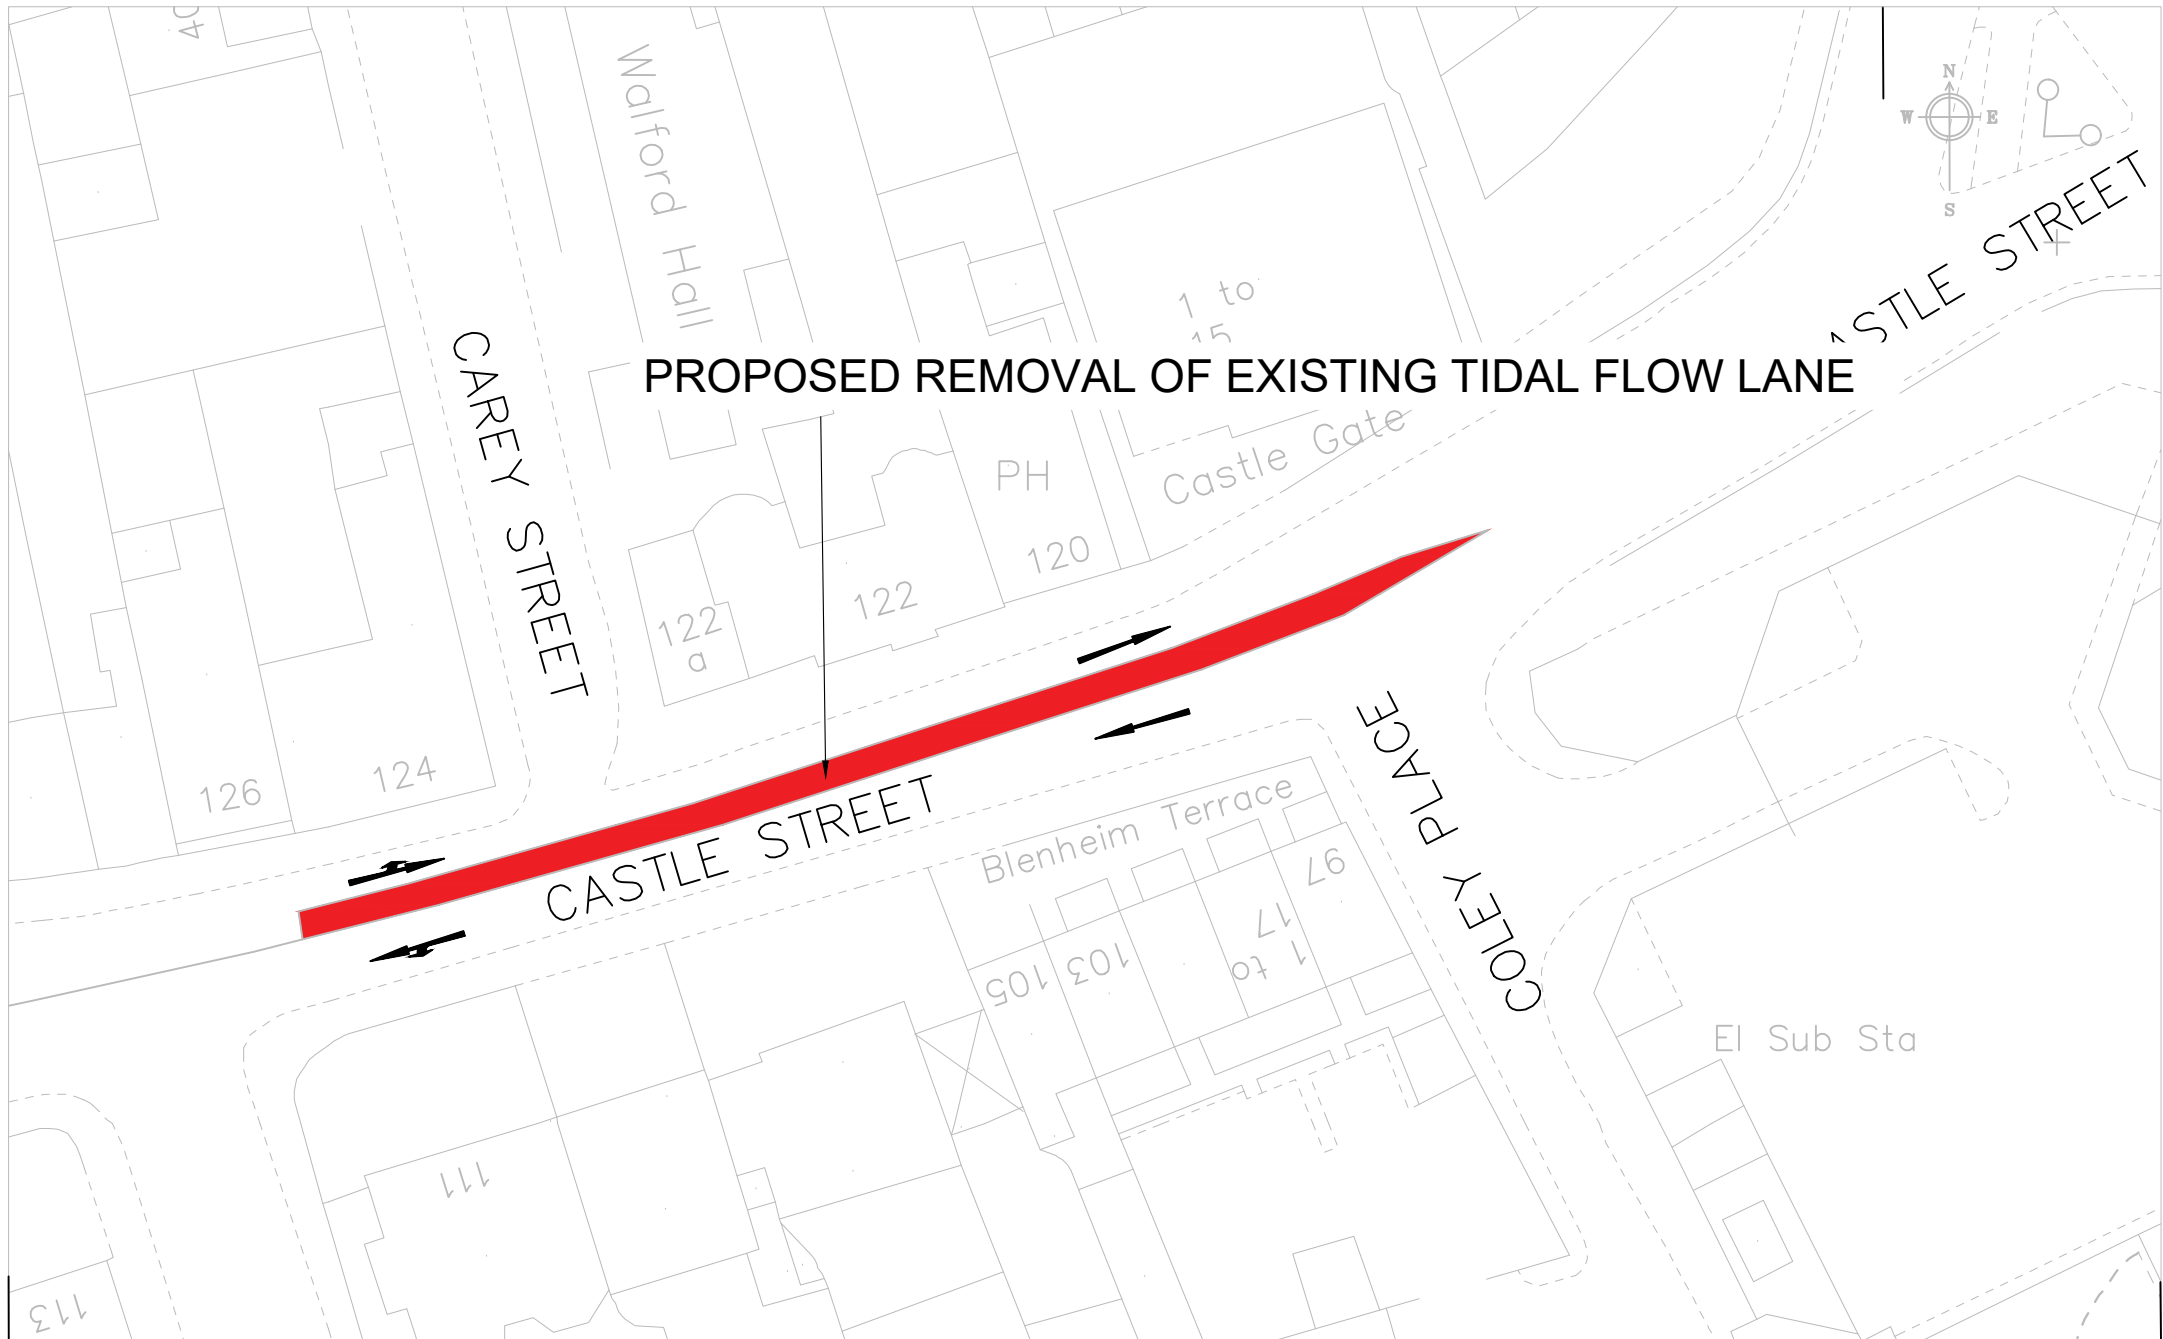 40
Walford Hall
N
W
E
S
CASTLE STREET
1 to
15
CAREY STREET
PROPOSED REMOVAL OF EXISTING TIDAL FLOW LANE
Castle Gate
PH
120
122
122
a
124
126
CASTLE STREET
COLEY PLACE
Blenheim Terrace
97
1 to
17
103
105
El Sub Sta
111
113